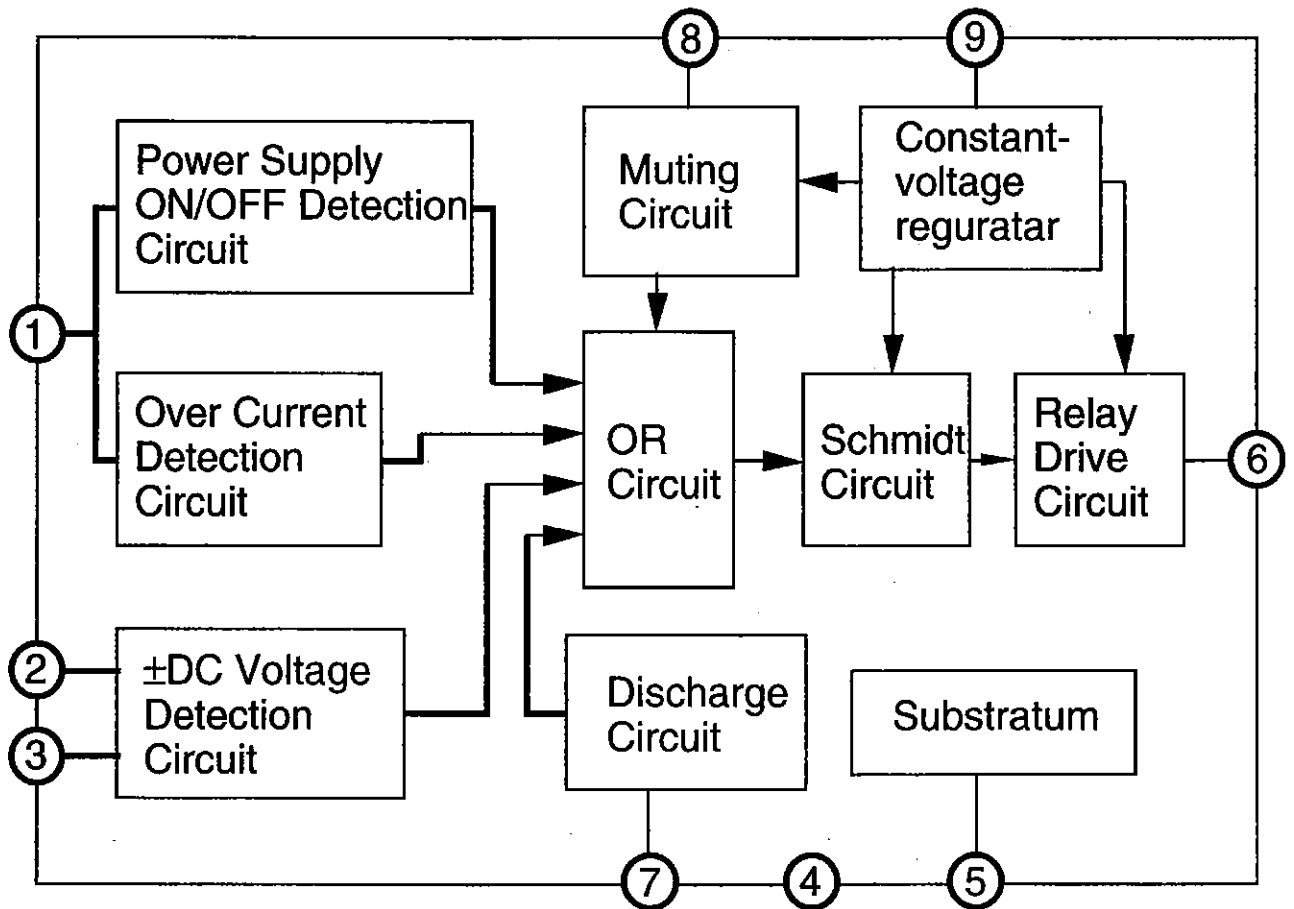 8
9
Power Supply
ON/OFF Detection
Circuit
Muting
Circuit
Constant-
voltage
reguratar
1
Over Current
Detection
Circuit
OR
Circuit
Schmidt
Circuit
Relay
Drive
Circuit
6
2
3
±DC Voltage
Detection
Circuit
Discharge
Circuit
Substratum
7
4
5